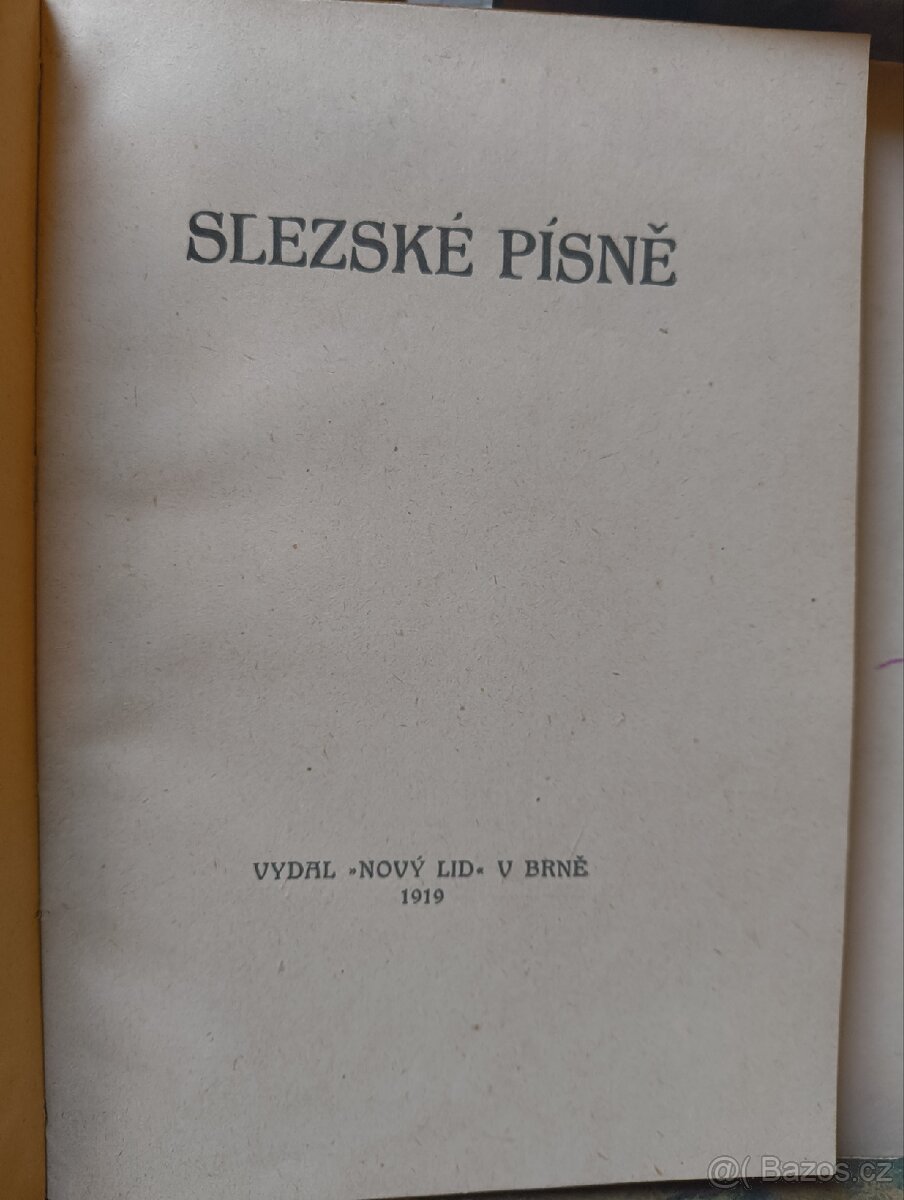 SLEZSKÉ PÍSNĚ
VYDAL »NOVÝ LID« V BRNĚ
1919
@( Bazos.cz